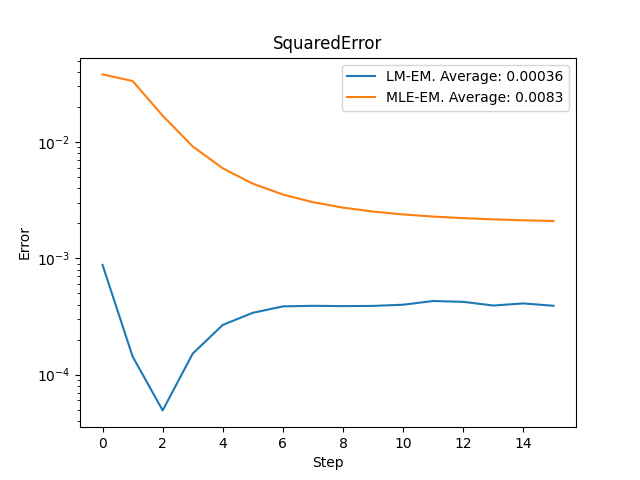 SquaredError
LM-EM. Average: 0.00036
MLE-EM. Average: 0.0083
10⁻²
10⁻³
10⁻⁴
Error
0 2 4 6 8 10 12 14
Step